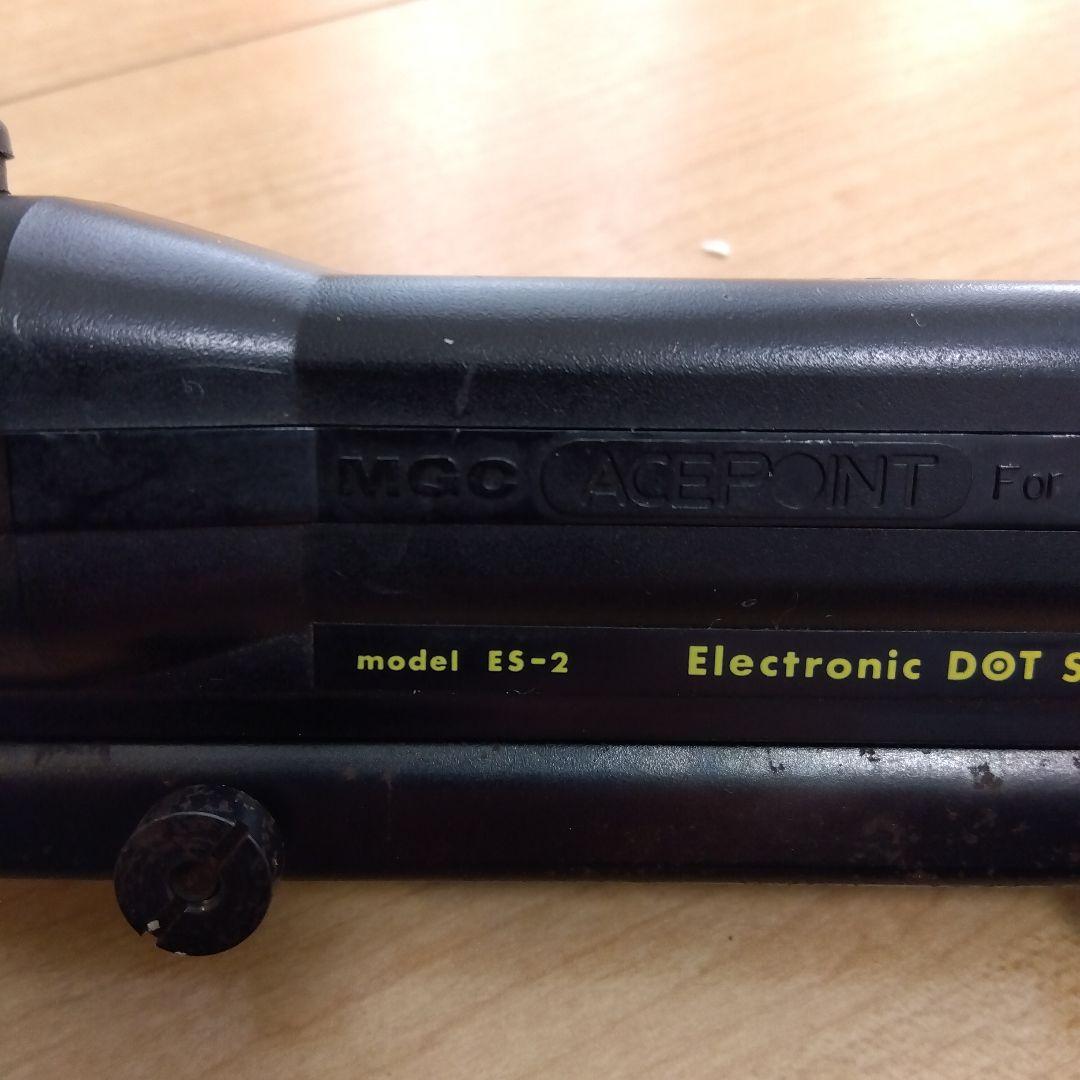 MGC ACEPOINT For
model ES-2 Electronic DOT S